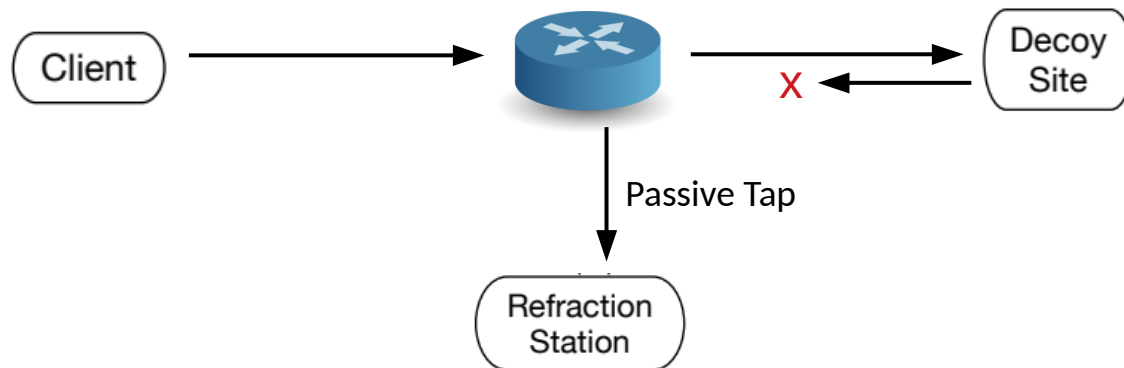 Client
Decoy
Site
X
Passive Tap
Refraction
Station